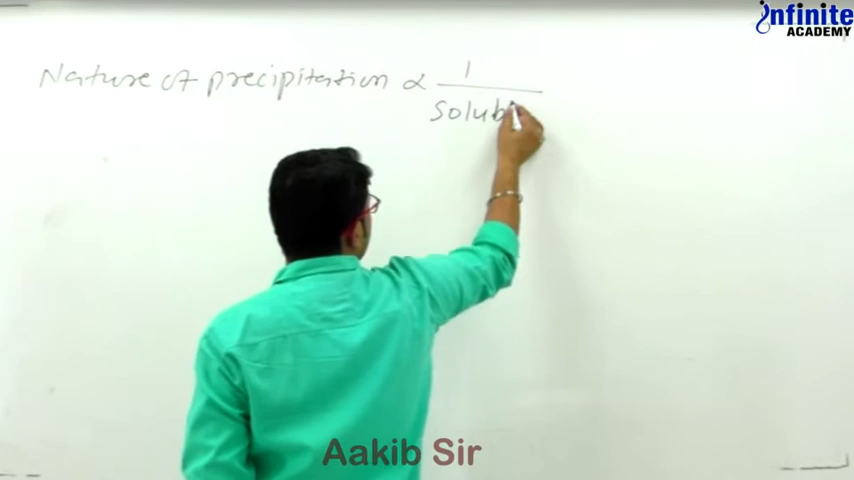 infinite
ACADEMY
Nature of precipitation ∝ 1
solub
Aakib Sir